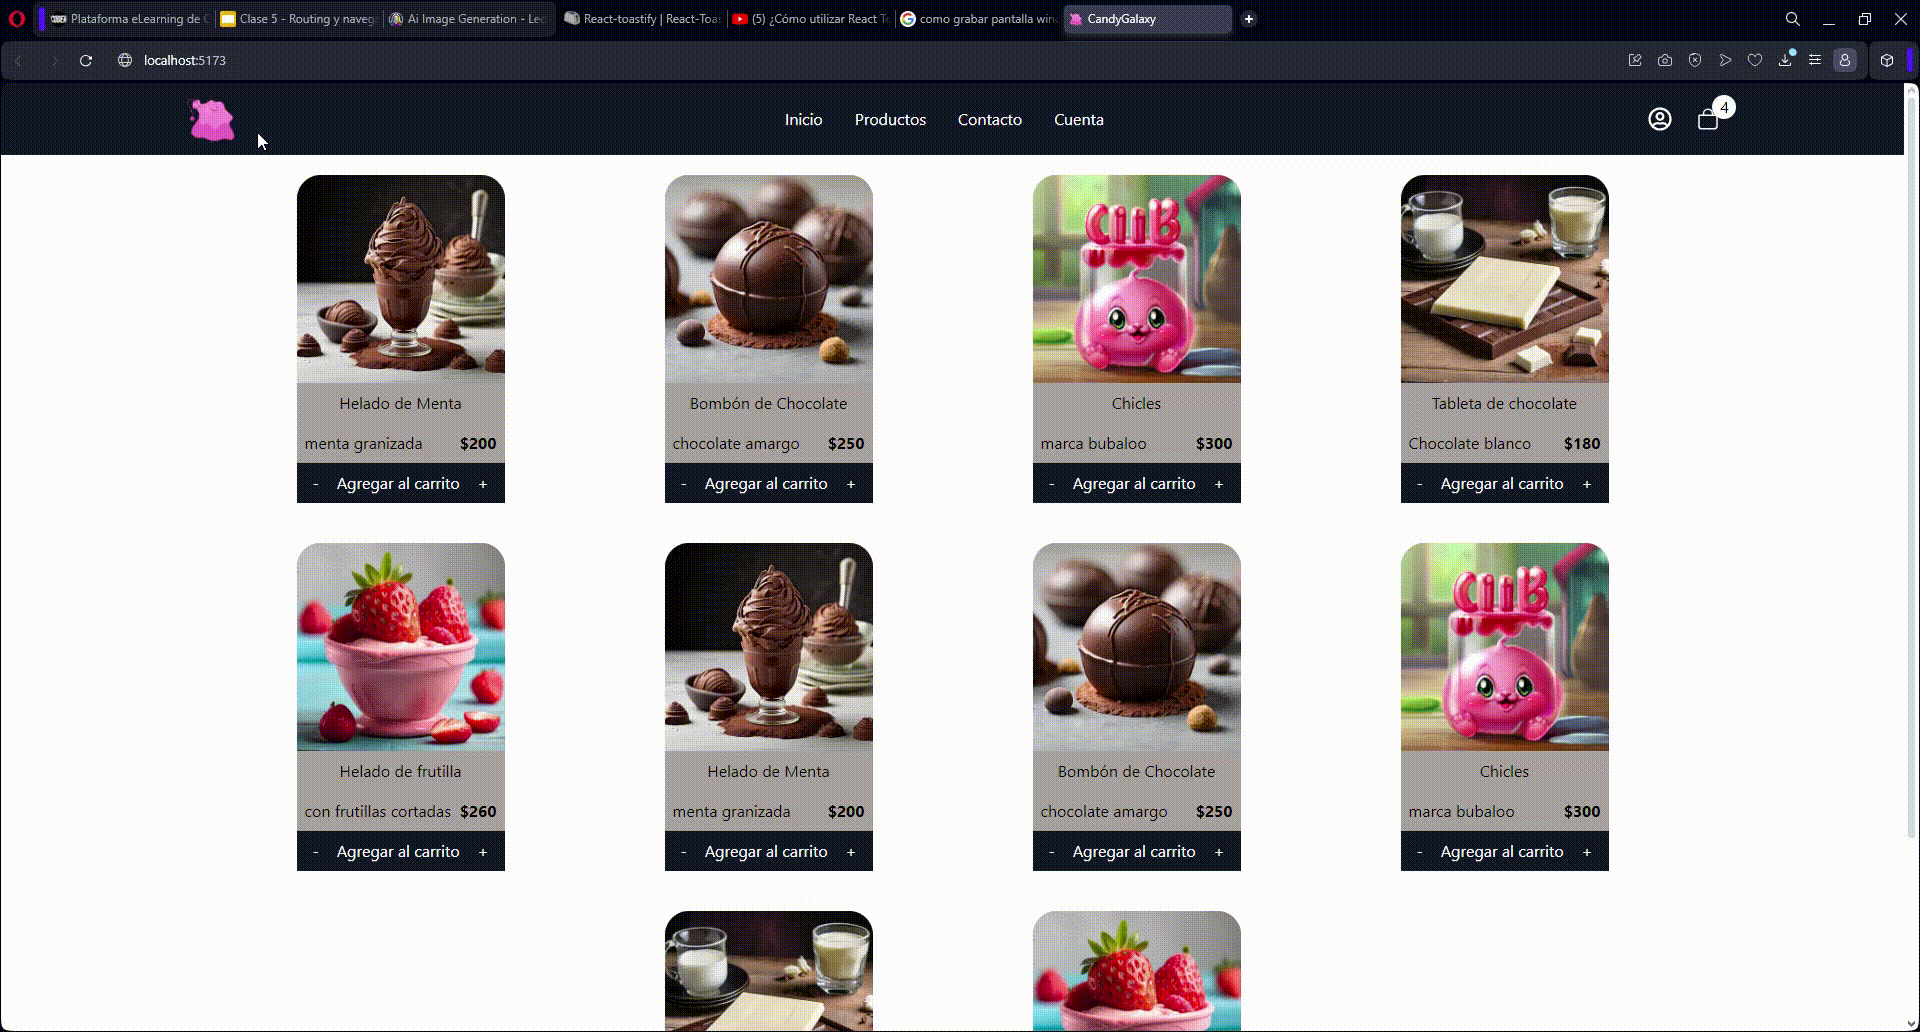 Plataforma eLearning de C
Clase 5 - Routing y naveg
Ai Image Generation - Leo
React-toastify | React-Toas
(5) ¿Cómo utilizar React To
como grabar pantalla win
CandyGalaxy
localhost:5173
Inicio Productos Contacto Cuenta
4
Helado de Menta
menta granizada $200
- Agregar al carrito +
Bombón de Chocolate
chocolate amargo $250
- Agregar al carrito +
Chicles
marca bubaloo $300
- Agregar al carrito +
Tableta de chocolate
Chocolate blanco $180
- Agregar al carrito +
Helado de frutilla
con frutillas cortadas $260
- Agregar al carrito +
Helado de Menta
menta granizada $200
- Agregar al carrito +
Bombón de Chocolate
chocolate amargo $250
- Agregar al carrito +
Chicles
marca bubaloo $300
- Agregar al carrito +